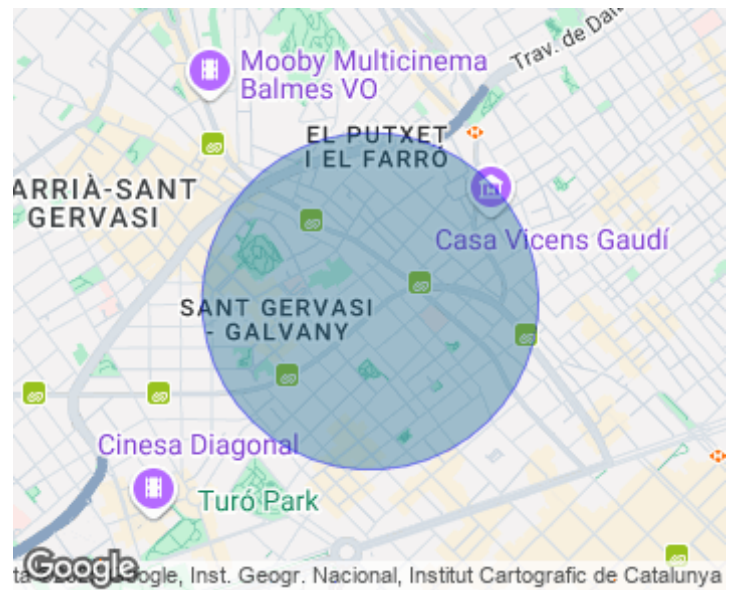 Trav. de Dal
Mooby Multicinema
Balmes VO
EL PUTXET
I EL FARRÓ
ARRIÀ-SANT
GERVASI
Casa Vicens Gaudí
SANT GERVASI
- GALVANY
Cinesa Diagonal
Turó Park
Google
Google, Inst. Geogr. Nacional, Institut Cartografic de Catalunya